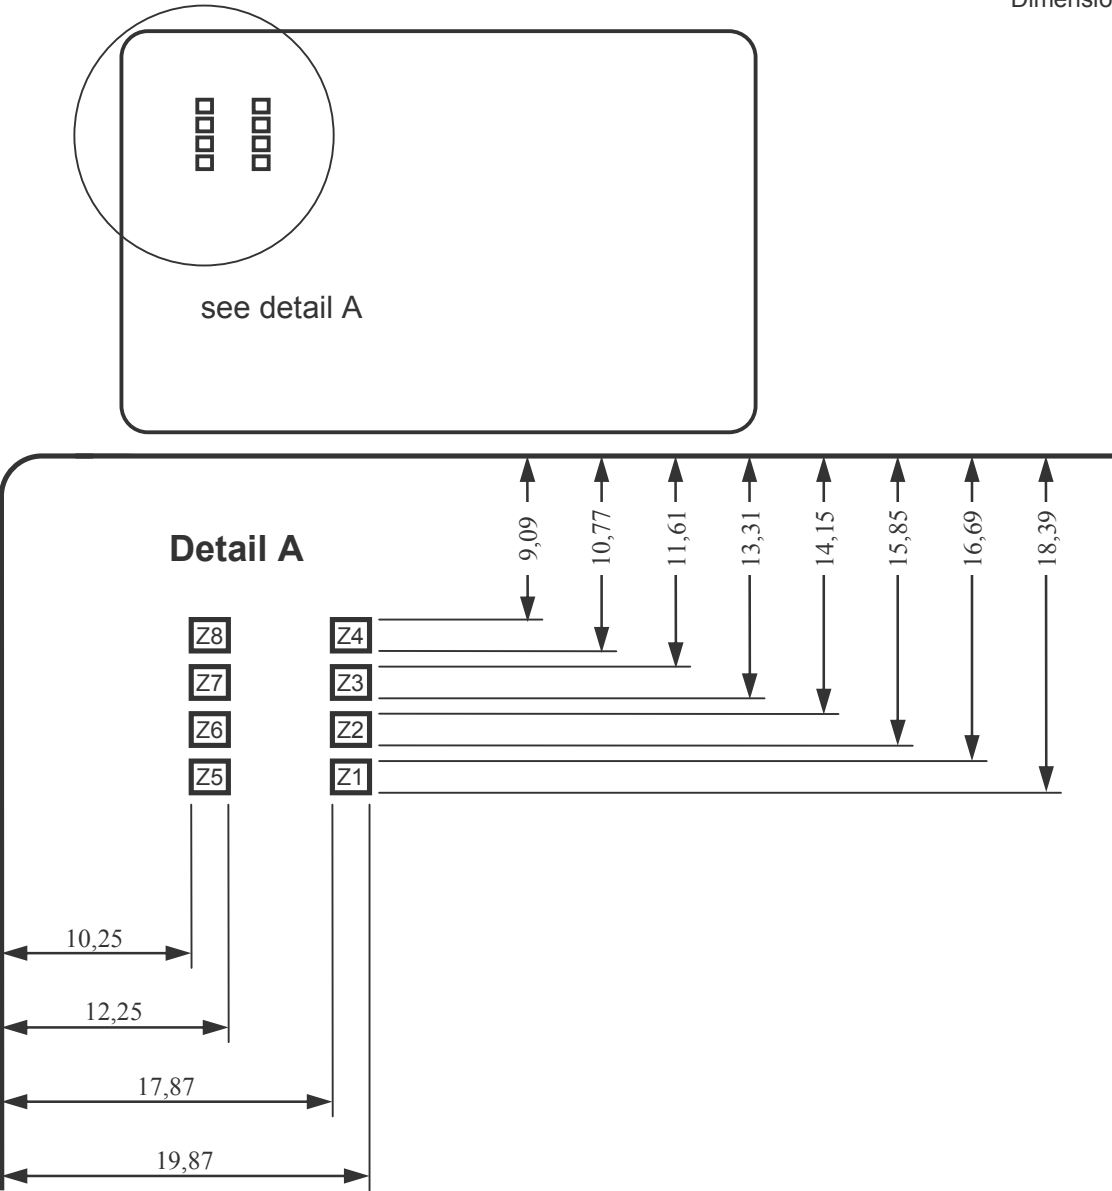 Dimensio
see detail A
9,09
10,77
11,61
13,31
14,15
15,85
16,69
18,39
Detail A
Z8 Z4
Z7 Z3
Z6 Z2
Z5 Z1
10,25
12,25
17,87
19,87